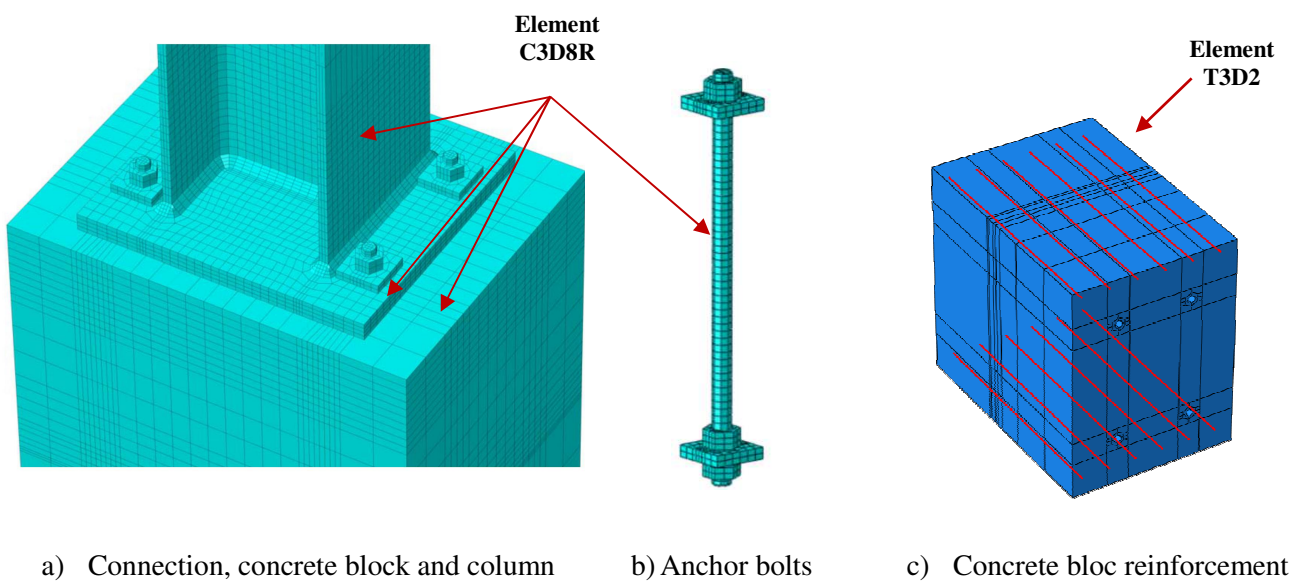 Element
C3D8R
Element
T3D2
a) Connection, concrete block and column
b) Anchor bolts
c) Concrete bloc reinforcement